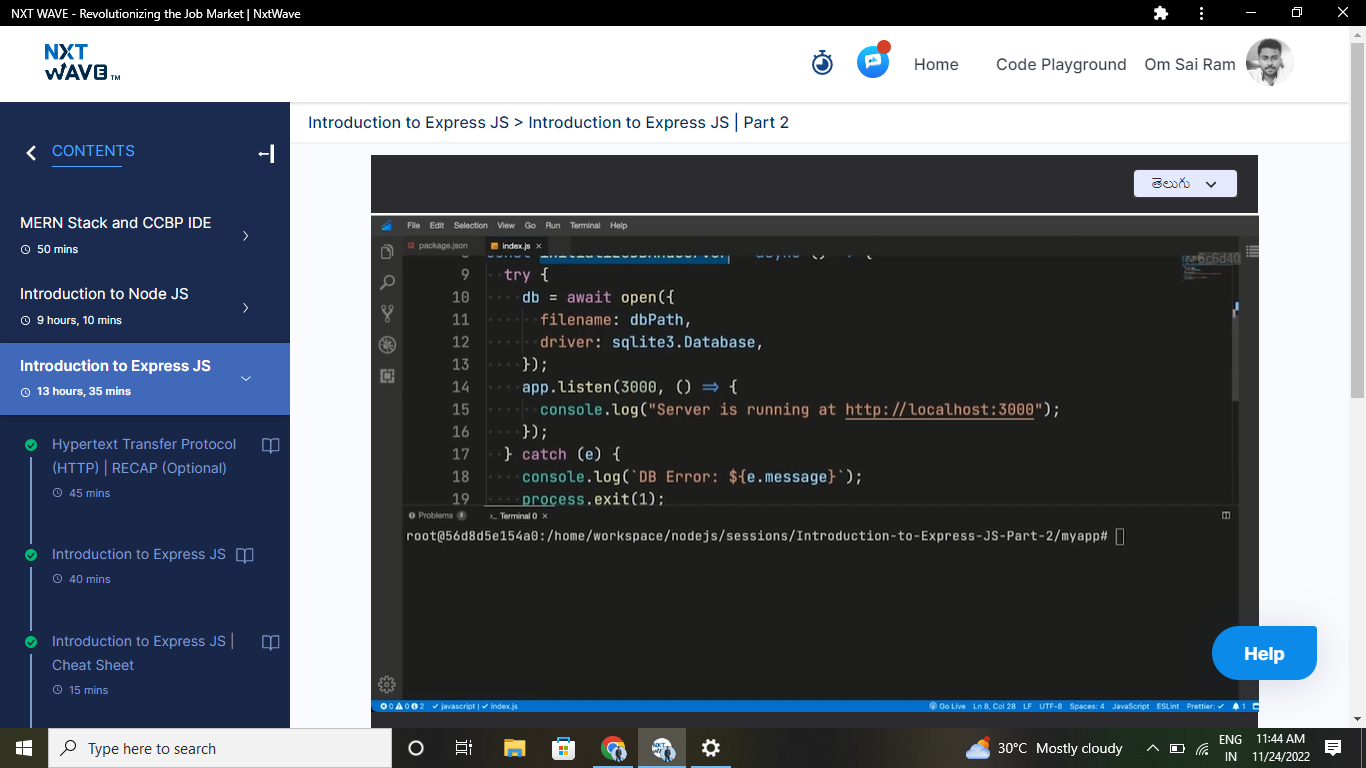 NXT WAVE - Revolutionizing the Job Market | NxtWave
NXT
WAVE TM
Home
Code Playground
Om Sai Ram
CONTENTS
MERN Stack and CCBP IDE
50 mins
Introduction to Node JS
9 hours, 10 mins
Introduction to Express JS
13 hours, 35 mins
Hypertext Transfer Protocol
(HTTP) | RECAP (Optional)
45 mins
Introduction to Express JS
40 mins
Introduction to Express JS |
Cheat Sheet
15 mins
Introduction to Express JS > Introduction to Express JS | Part 2
తెలుగు
File Edit Selection View Go Run Terminal Help
package.json index.js ×
8 const initializeDBAndServer = async () => {
9 try {
10 db = await open({
11 filename: dbPath,
12 driver: sqlite3.Database,
13 });
14 app.listen(3000, () => {
15 console.log("Server is running at http://localhost:3000");
16 });
17 } catch (e) {
18 console.log(`DB Error: ${e.message}`);
19 process.exit(1);
Problems 2 Terminal 0 ×
root@56d8d5e154a0:/home/workspace/nodejs/sessions/Introduction-to-Express-JS-Part-2/myapp#
0 0 2 javascript | index.js
Go Live Ln 8, Col 28 LF UTF-8 Spaces: 4 JavaScript ESLint Prettier: 1
Help
Type here to search
30°C Mostly cloudy
ENG
IN
11:44 AM
11/24/2022